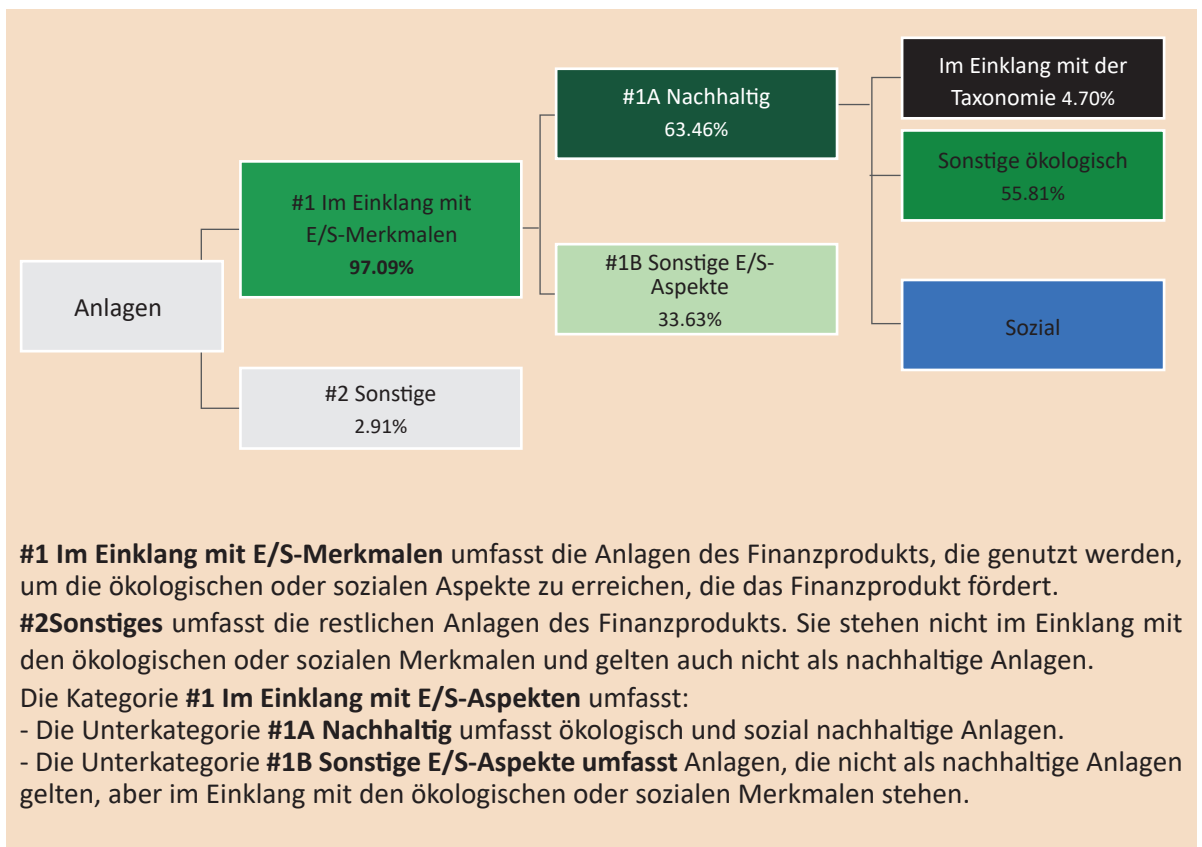 Anlagen
#1 Im Einklang mit
E/S-Merkmalen
97.09%
#2 Sonstige
2.91%
#1A Nachhaltig
63.46%
#1B Sonstige E/S-
Aspekte
33.63%
Im Einklang mit der
Taxonomie 4.70%
Sonstige ökologisch
55.81%
Sozial
#1 Im Einklang mit E/S-Merkmalen umfasst die Anlagen des Finanzprodukts, die genutzt werden,
um die ökologischen oder sozialen Aspekte zu erreichen, die das Finanzprodukt fördert.
#2Sonstiges umfasst die restlichen Anlagen des Finanzprodukts. Sie stehen nicht im Einklang mit
den ökologischen oder sozialen Merkmalen und gelten auch nicht als nachhaltige Anlagen.
Die Kategorie #1 Im Einklang mit E/S-Aspekten umfasst:
- Die Unterkategorie #1A Nachhaltig umfasst ökologisch und sozial nachhaltige Anlagen.
- Die Unterkategorie #1B Sonstige E/S-Aspekte umfasst Anlagen, die nicht als nachhaltige Anlagen
gelten, aber im Einklang mit den ökologischen oder sozialen Merkmalen stehen.